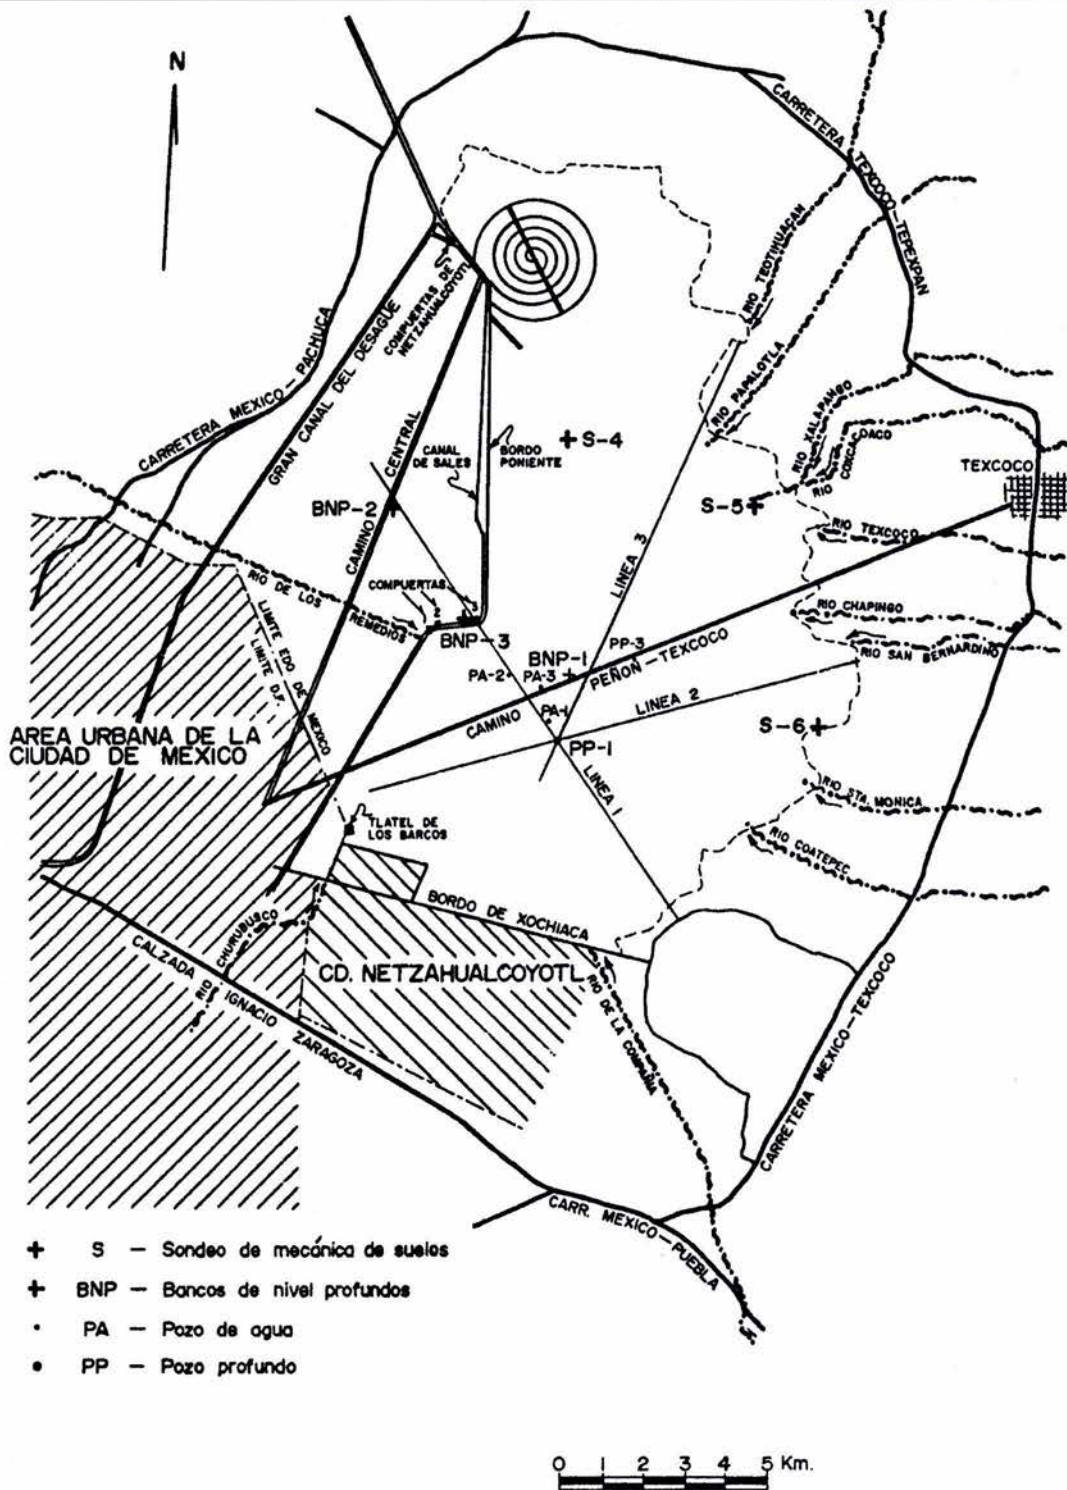 N
CARRETERA TEXCOCO-TEPEXPAN
RIO TEOTIHUACAN
COMPUERTAS DE
NETZAHUALCOYOTL
CARRETERA MEXICO-PACHUCA
GRAN CANAL DEL DESAGÜE
RIO PAPALOTLA
CANAL
DE SALES
BORDO
PONIENTE
S-4
RIO XALAPANGO
RIO COXCACOACO
TEXCOCO
CAMINO CENTRAL
BNP-2
S-5
RIO TEXCOCO
LINEA 3
RIO DE LOS REMEDIOS
COMPUERTAS
2
3
RIO CHAPINGO
BNP-3
RIO SAN BERNARDINO
LIMITE EDO DE MEXICO
LIMITE D.F.
PP-3
BNP-1
PA-2
PA-3
CAMINO PEÑON-TEXCOCO
PA-1
LINEA 2
S-6
AREA URBANA DE LA
CIUDAD DE MEXICO
PP-1
LINEA 1
RIO STA. MONICA
TLATEL DE
LOS BARCOS
RIO COATEPEC
BORDO DE XOCHIACA
RIO CHURUBUSCO
CD. NETZAHUALCOYOTL
CALZADA IGNACIO ZARAGOZA
RIO DE LA COMPAÑIA
CARRETERA MEXICO-TEXCOCO
CARR. MEXICO-PUEBLA
S — Sondeo de mecánica de suelos
BNP — Bancos de nivel profundos
PA — Pozo de agua
PP — Pozo profundo
0 1 2 3 4 5 Km.